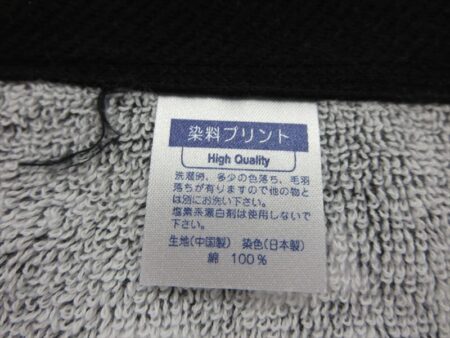 染料プリント
High Quality
洗濯時、多少の色落ち、毛羽
落ちが有りますので他の物と
は別にお洗い下さい。
塩素系漂白剤は使用しないで
下さい。
生地(中国製) 染色(日本製)
綿 100%